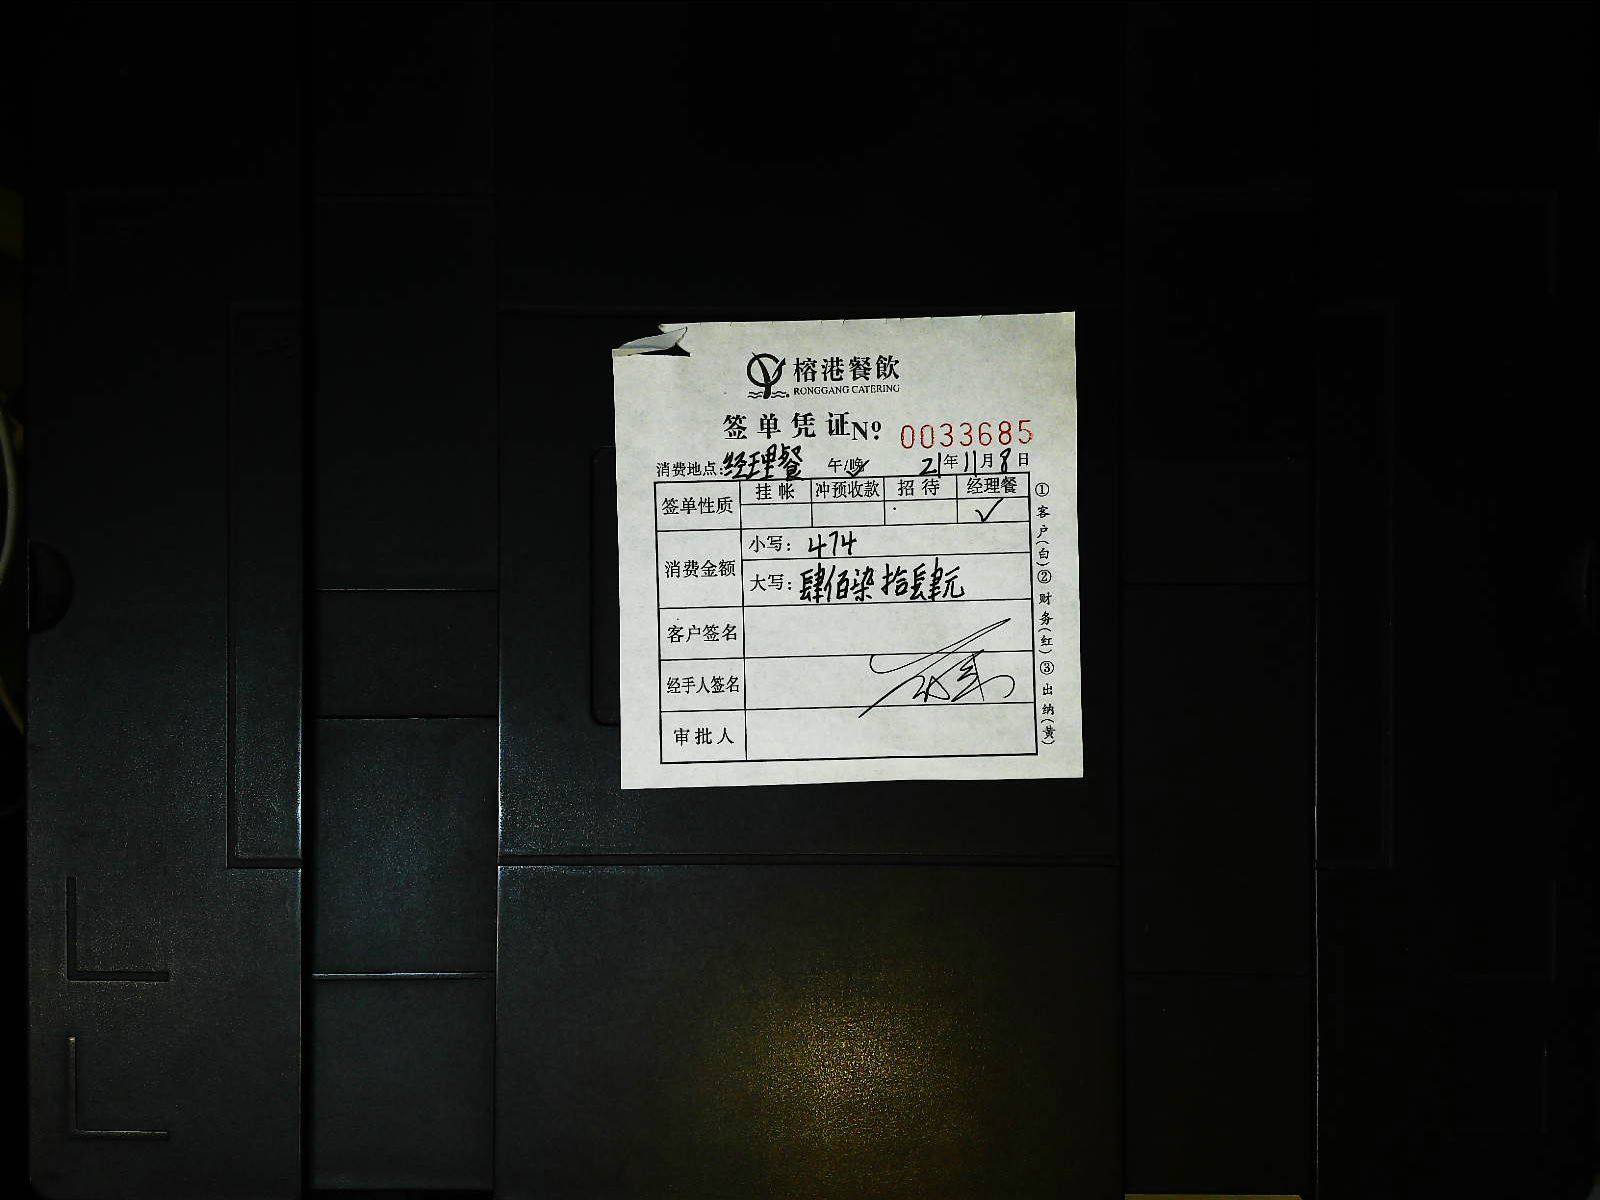 榕港餐飲
RONGGANG CATERING
签单凭证 Nº 0033685
消费地点:经理餐 午/晚 21年11月8日
签单性质 挂帐 冲预收款 招待 经理餐
✓
消费金额 小写: 474
大写: 肆佰柒拾肆元
客户签名
经手人签名
审批人
①客户(白)②财务(红)③出纳(黄)